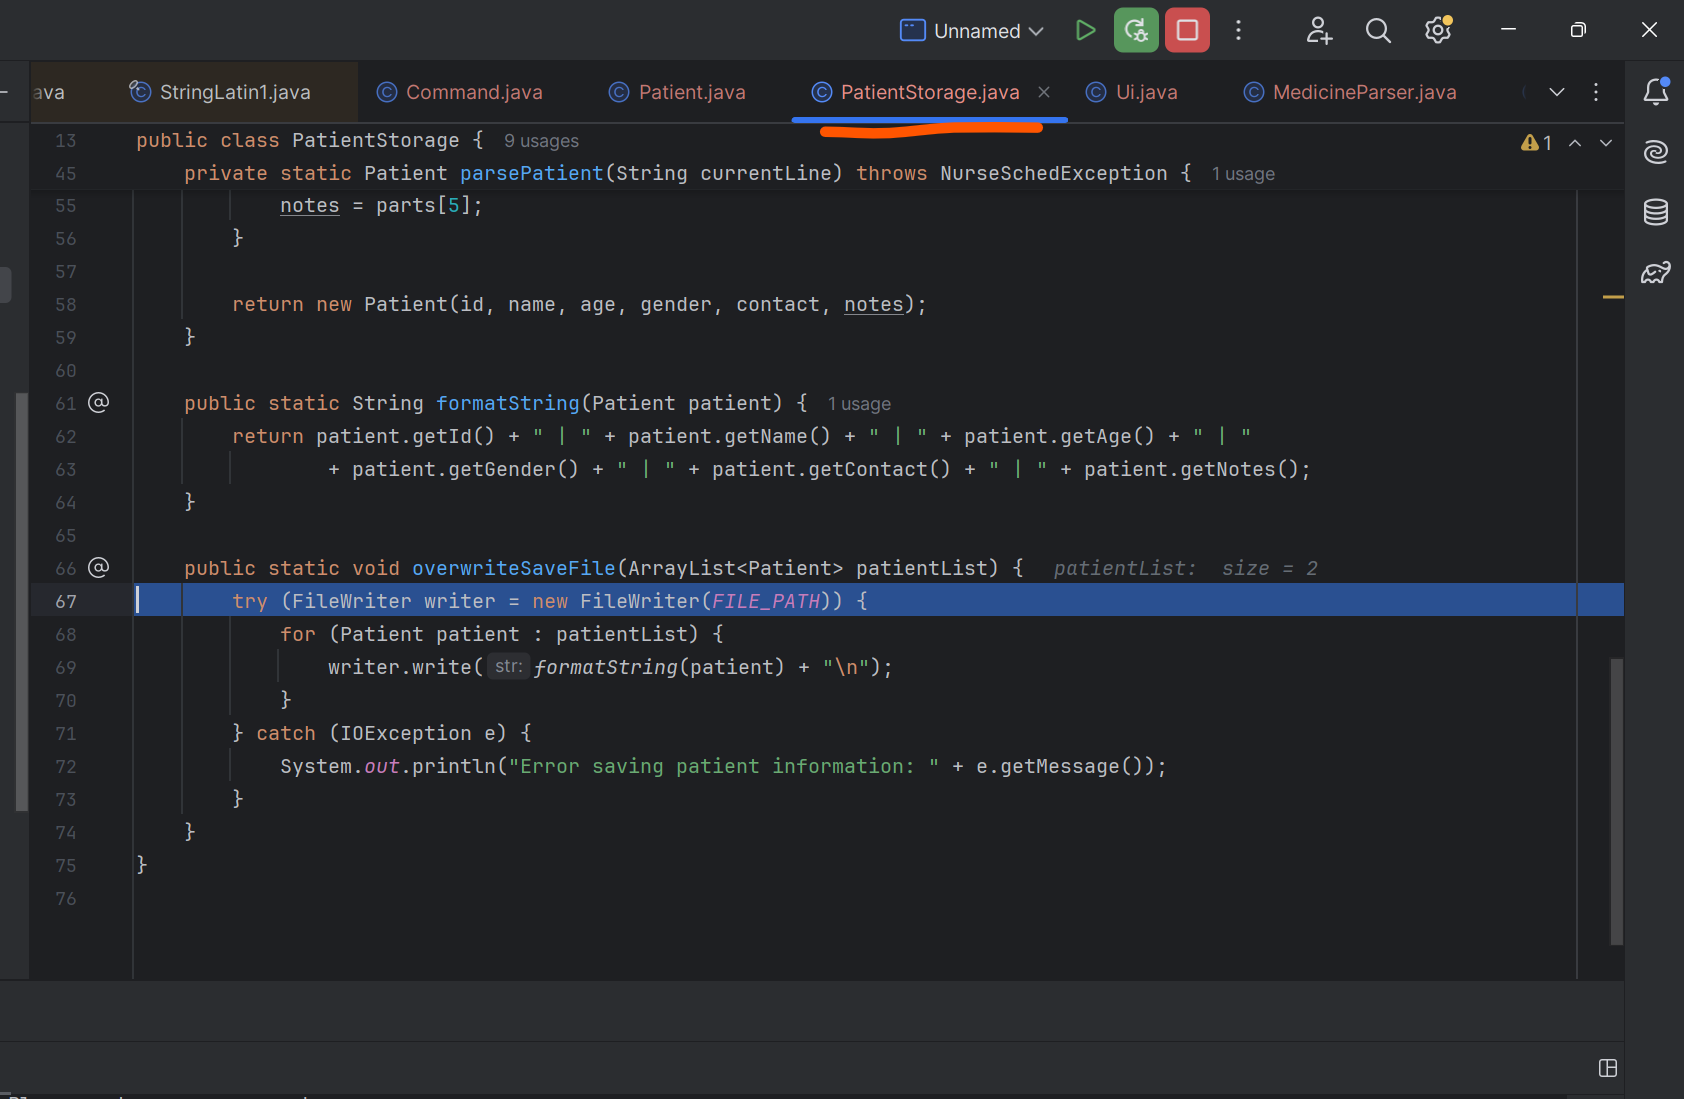 Unnamed
ava
StringLatin1.java
Command.java
Patient.java
PatientStorage.java
Ui.java
MedicineParser.java
13 public class PatientStorage { 9 usages
1
45 private static Patient parsePatient(String currentLine) throws NurseSchedException { 1 usage
55 notes = parts[5];
56 }
57
58 return new Patient(id, name, age, gender, contact, notes);
59 }
60
61 @ public static String formatString(Patient patient) { 1 usage
62 return patient.getId() + " | " + patient.getName() + " | " + patient.getAge() + " | "
63 + patient.getGender() + " | " + patient.getContact() + " | " + patient.getNotes();
64 }
65
66 @ public static void overwriteSaveFile(ArrayList<Patient> patientList) { patientList: size = 2
67 try (FileWriter writer = new FileWriter(FILE_PATH)) {
68 for (Patient patient : patientList) {
69 writer.write( str: formatString(patient) + "\n");
70 }
71 } catch (IOException e) {
72 System.out.println("Error saving patient information: " + e.getMessage());
73 }
74 }
75 }
76